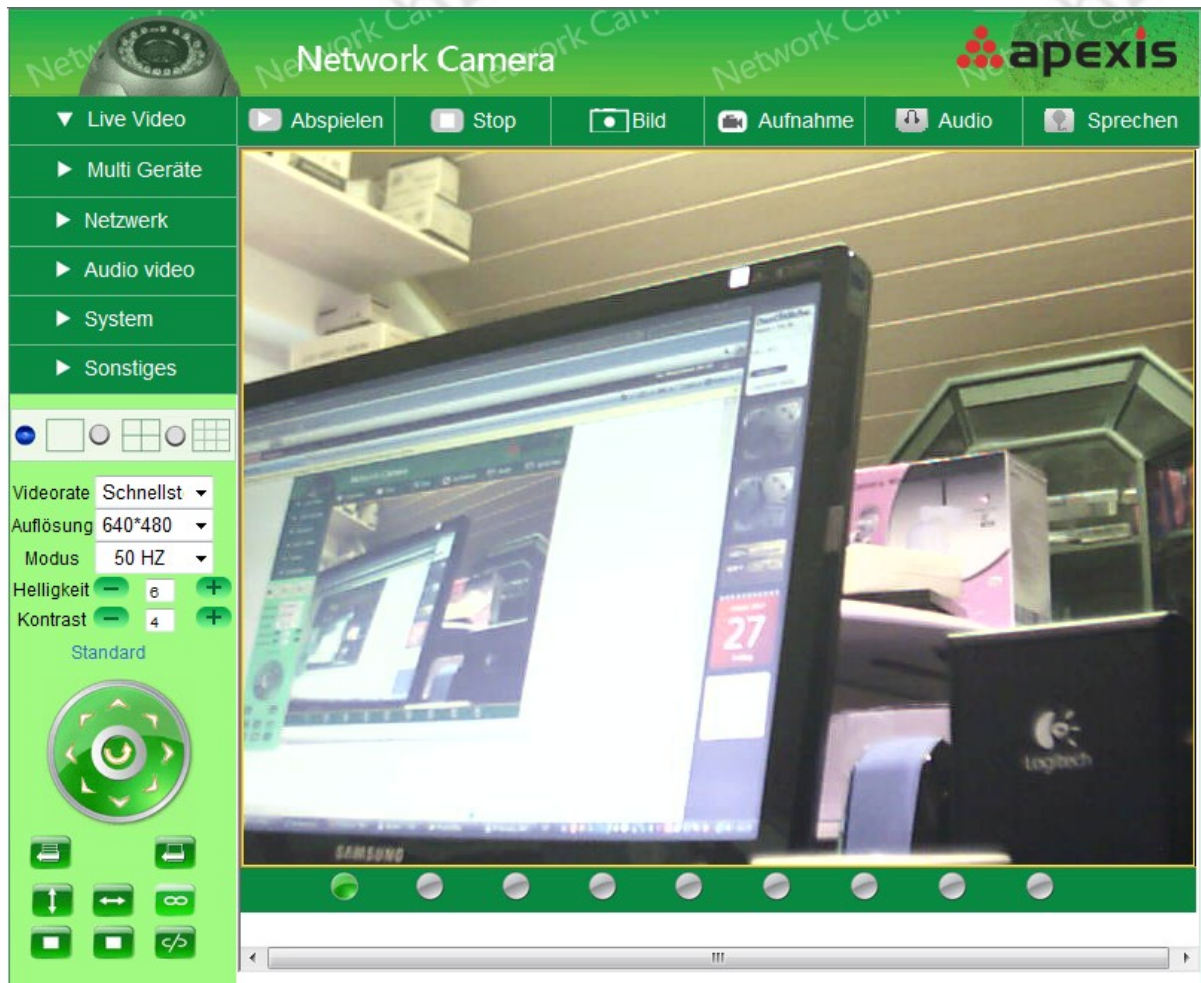 Network Camera
apexis
Live Video
Abspielen
Stop
Bild
Aufnahme
Audio
Sprechen
Multi Geräte
Netzwerk
Audio video
System
Sonstiges
Videorate Schnellst
Auflösung 640*480
Modus 50 HZ
Helligkeit 6
Kontrast 4
Standard
27
Logitech
SAMSUNG